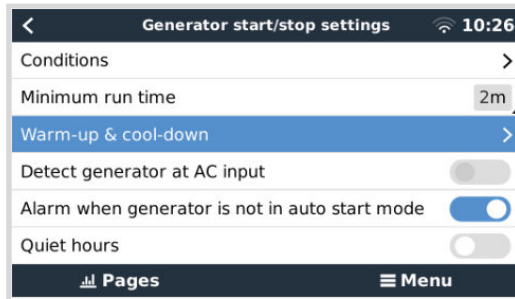 Generator start/stop settings 10:26
Conditions
Minimum run time 2m
Warm-up & cool-down
Detect generator at AC input
Alarm when generator is not in auto start mode
Quiet hours
Pages Menu